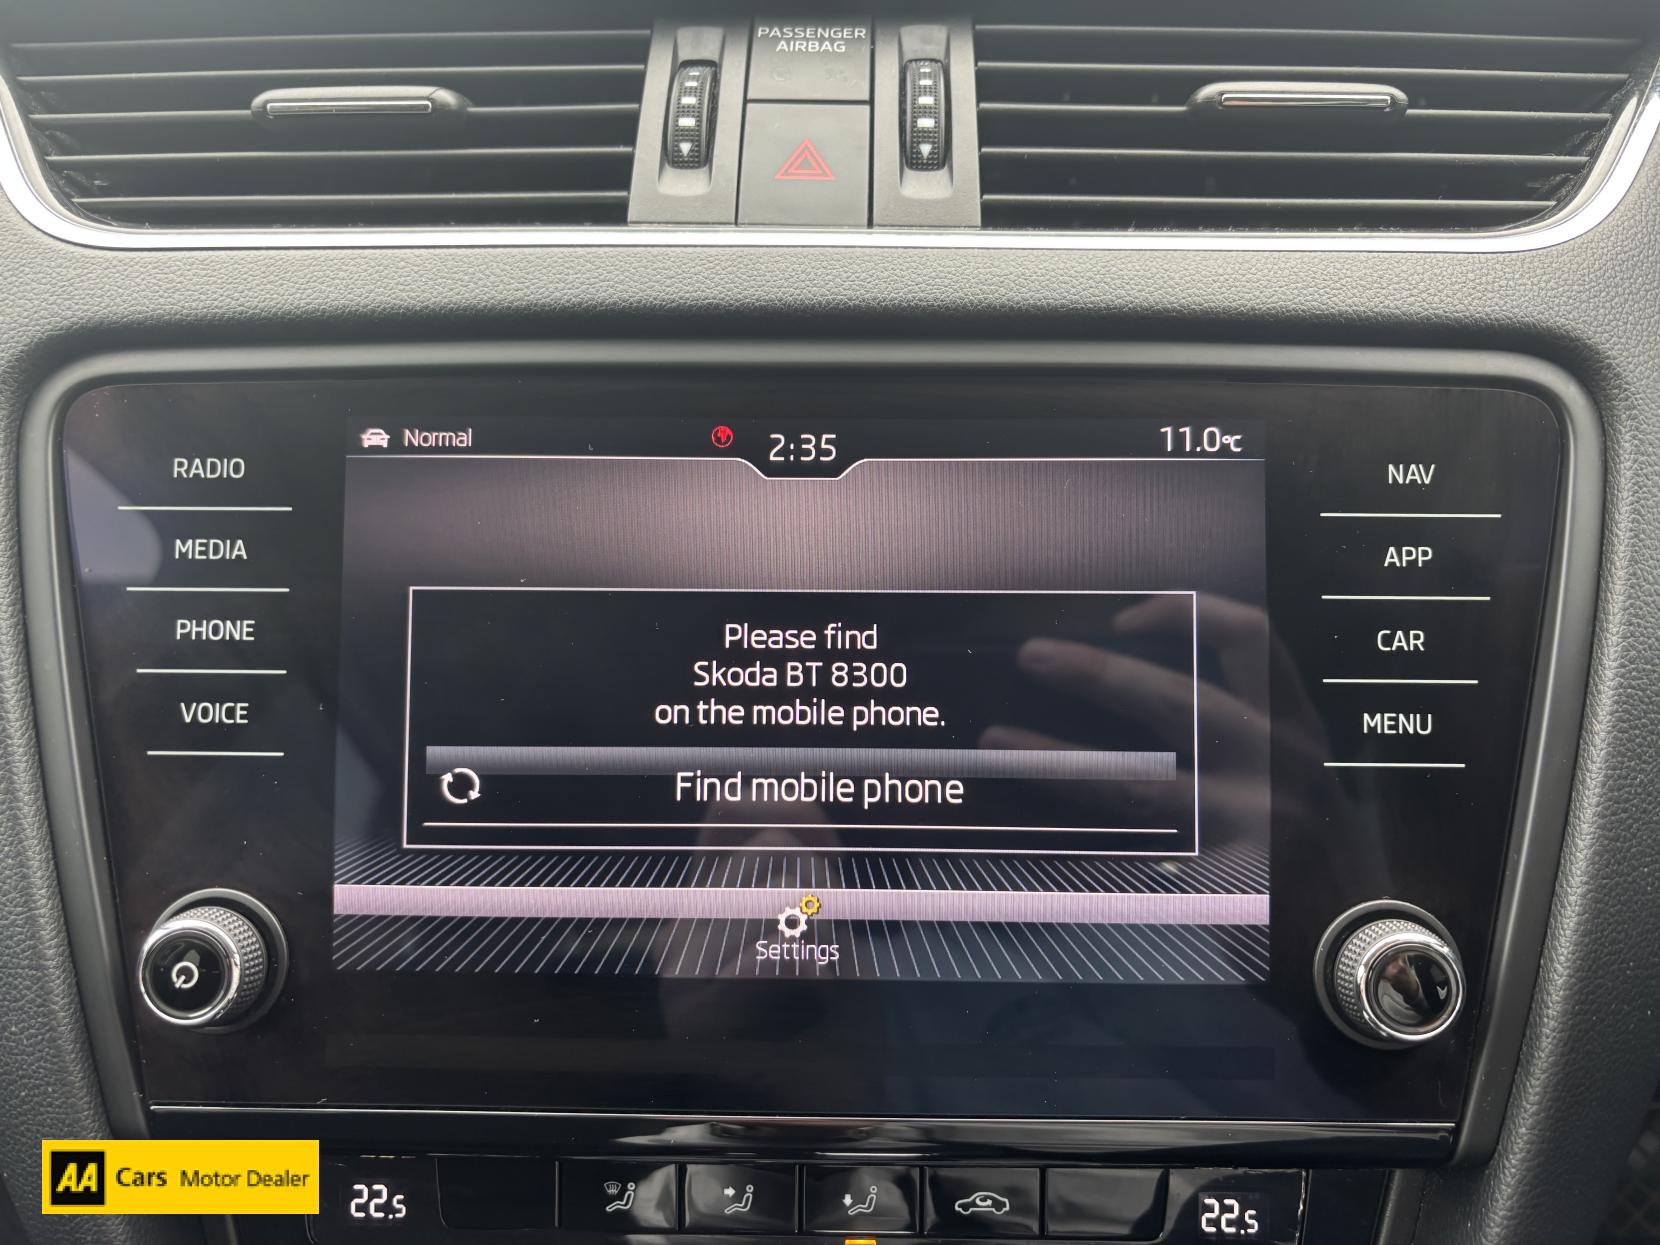 PASSENGER
AIRBAG
Normal
2:35
11.0°C
RADIO
MEDIA
PHONE
VOICE
NAV
APP
CAR
MENU
Please find
Skoda BT 8300
on the mobile phone.
Find mobile phone
Settings
AA Cars Motor Dealer
22.5
22.5